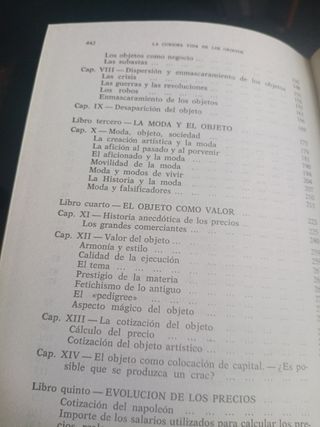 442 LA CURIOSA VIDA DE LOS OBJETOS
Los objetos como negocio ...
Las subastas ... ... ...
Cap. VIII — Dispersión y enmascaramiento de los objetos
Las crisis ... ... ...
Las guerras y las revoluciones ...
Los robos ... ... ...
Enmascaramiento de los objetos ...
Cap. IX — Desaparición del objeto ...
Libro tercero — LA MODA Y EL OBJETO
Cap. X — Moda, objeto, sociedad ... 175
La creación artística y la moda ...
La afición al pasado y al porvenir ...
El aficionado y la moda ...
Movilidad de la moda ...
Moda y modos de vivir ...
La Historia y la moda ...
Moda y falsificadores ...
Libro cuarto — EL OBJETO COMO VALOR ...
Cap. XI — Historia anecdótica de los precios ...
Los grandes comerciantes ...
Cap. XII — Valor del objeto ...
Armonía y estilo ...
Calidad de la ejecución ...
El tema ... ... ...
Prestigio de la materia ...
Fetichismo de lo antiguo ...
El «pedigree» ... ...
Aspecto mágico del objeto ...
Cap. XIII — La cotización del objeto ...
Cálculo del precio ...
Cotización del objeto artístico ...
Cap. XIV — El objeto como colocación de capital. — ¿Es po-
sible que se produzca un crac? ...
Libro quinto — EVOLUCION DE LOS PRECIOS ...
Cotización del napoleón ...
Importe de los salarios utilizados para calcular los pre-